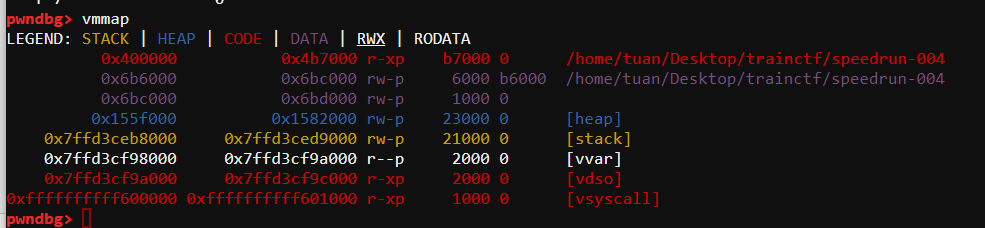 pwndbg> vmmap
LEGEND: STACK | HEAP | CODE | DATA | RWX | RODATA
0x400000 0x4b7000 r-xp b7000 0 /home/tuan/Desktop/trainctf/speedrun-004
0x6b6000 0x6bc000 rw-p 6000 b6000 /home/tuan/Desktop/trainctf/speedrun-004
0x6bc000 0x6bd000 rw-p 1000 0
0x155f000 0x1582000 rw-p 23000 0 [heap]
0x7ffd3ceb8000 0x7ffd3ced9000 rw-p 21000 0 [stack]
0x7ffd3cf98000 0x7ffd3cf9a000 r--p 2000 0 [vvar]
0x7ffd3cf9a000 0x7ffd3cf9c000 r-xp 2000 0 [vdso]
0xffffffffff600000 0xffffffffff601000 r-xp 1000 0 [vsyscall]
pwndbg>